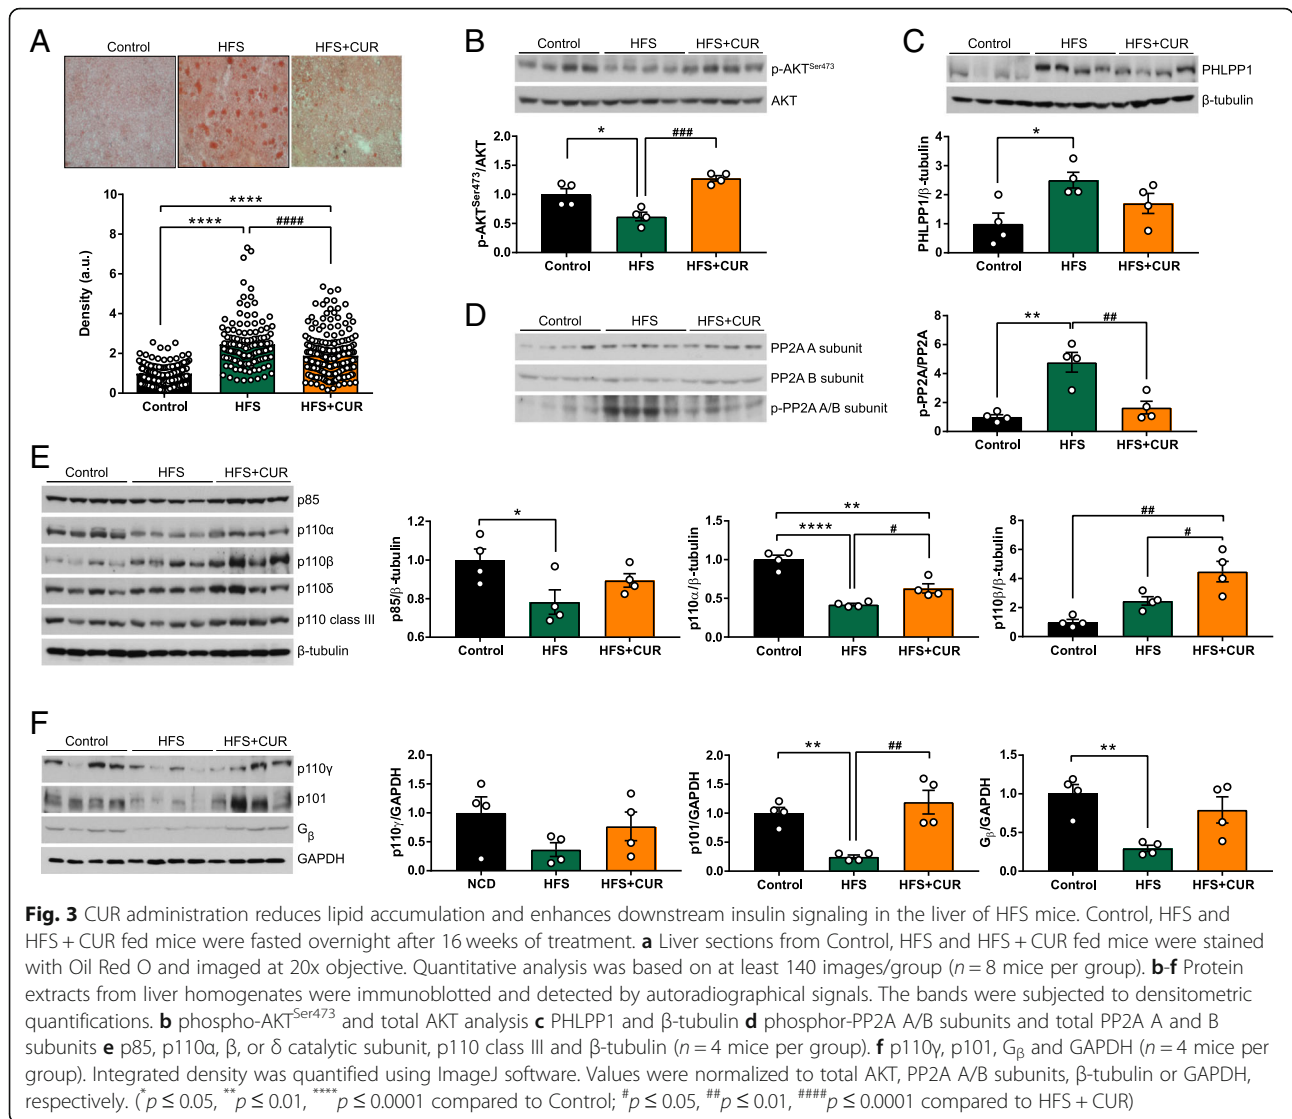 A
Control HFS HFS+CUR
****
**** ####
Density (a.u.)
10
8
6
4
2
0
Control HFS HFS+CUR
B
Control HFS HFS+CUR
p-AKTSer473
AKT
* ###
p-AKTSer473/AKT
2.0
1.5
1.0
0.5
0.0
Control HFS HFS+CUR
C
Control HFS HFS+CUR
PHLPP1
β-tubulin
*
PHLPP1/β-tubulin
5
4
3
2
1
0
Control HFS HFS+CUR
D
Control HFS HFS+CUR
PP2A A subunit
PP2A B subunit
p-PP2A A/B subunit
** ##
p-PP2A/PP2A
8
6
4
2
0
Control HFS HFS+CUR
E
Control HFS HFS+CUR
p85
p110α
p110β
p110δ
p110 class III
β-tubulin
*
p85/β-tubulin
1.2
1.0
0.8
0.6
Control HFS HFS+CUR
**
**** #
p110α/β-tubulin
1.5
1.0
0.5
0.0
Control HFS HFS+CUR
##
#
p110β/β-tubulin
8
6
4
2
0
Control HFS HFS+CUR
F
Control HFS HFS+CUR
p110γ
p101
Gβ
GAPDH
p110γ/GAPDH
2.0
1.5
1.0
0.5
0.0
NCD HFS HFS+CUR
** ##
p101/GAPDH
2.0
1.5
1.0
0.5
0.0
Control HFS HFS+CUR
**
Gβ/GAPDH
1.5
1.0
0.5
0.0
Control HFS HFS+CUR
Fig. 3 CUR administration reduces lipid accumulation and enhances downstream insulin signaling in the liver of HFS mice. Control, HFS and
HFS + CUR fed mice were fasted overnight after 16 weeks of treatment. a Liver sections from Control, HFS and HFS + CUR fed mice were stained
with Oil Red O and imaged at 20x objective. Quantitative analysis was based on at least 140 images/group (n = 8 mice per group). b-f Protein
extracts from liver homogenates were immunoblotted and detected by autoradiographical signals. The bands were subjected to densitometric
quantifications. b phospho-AKTSer473 and total AKT analysis c PHLPP1 and β-tubulin d phosphor-PP2A A/B subunits and total PP2A A and B
subunits e p85, p110α, β, or δ catalytic subunit, p110 class III and β-tubulin (n = 4 mice per group). f p110γ, p101, Gβ and GAPDH (n = 4 mice per
group). Integrated density was quantified using ImageJ software. Values were normalized to total AKT, PP2A A/B subunits, β-tubulin or GAPDH,
respectively. (*p ≤ 0.05, **p ≤ 0.01, ****p ≤ 0.0001 compared to Control; #p ≤ 0.05, ##p ≤ 0.01, ####p ≤ 0.0001 compared to HFS + CUR)